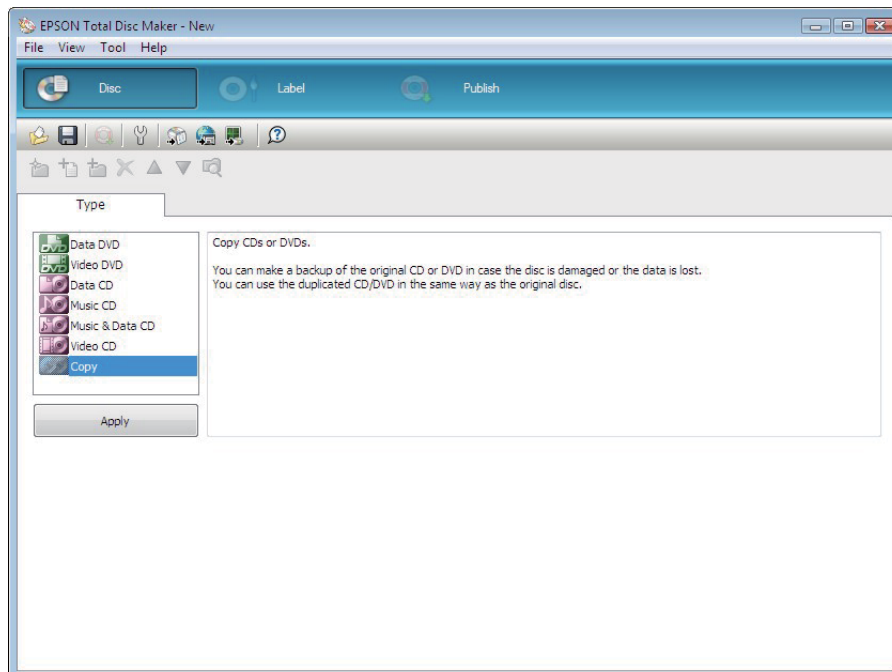 EPSON Total Disc Maker - New
File View Tool Help
Disc Label Publish
Type
Data DVD
Video DVD
Data CD
Music CD
Music & Data CD
Video CD
Copy
Apply
Copy CDs or DVDs.
You can make a backup of the original CD or DVD in case the disc is damaged or the data is lost.
You can use the duplicated CD/DVD in the same way as the original disc.